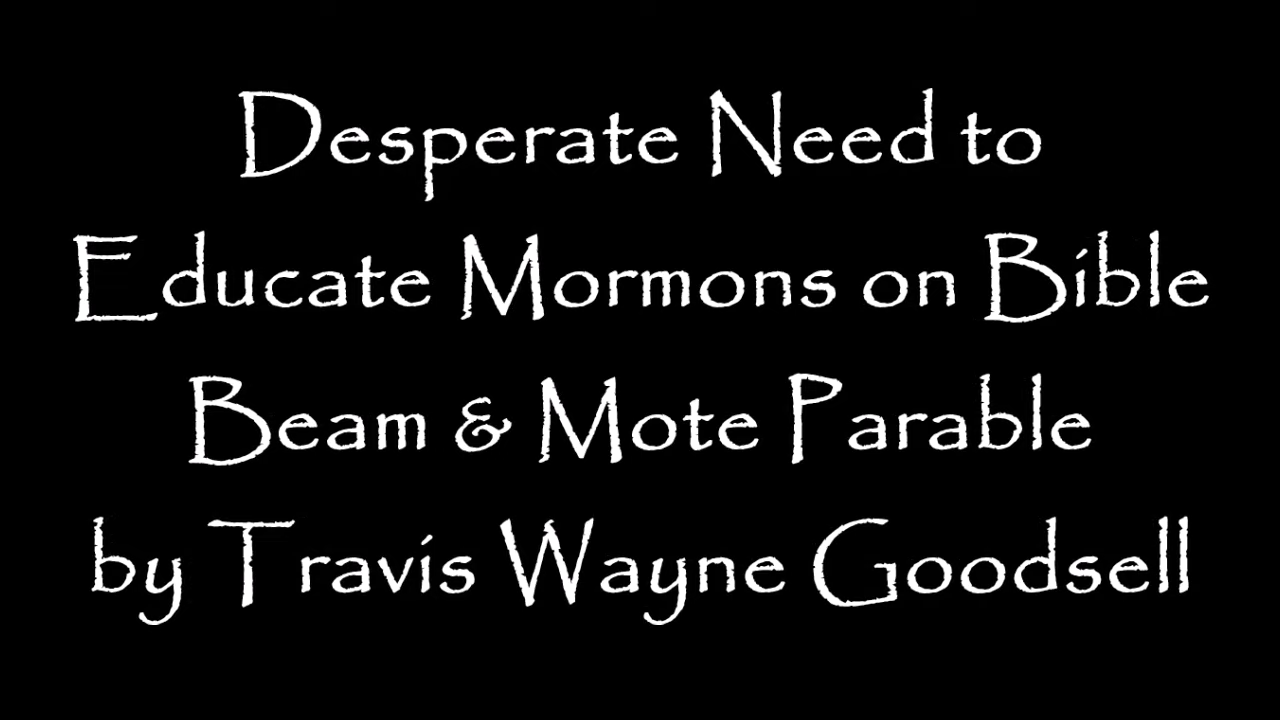 Desperate Need to
Educate Mormons on Bible
Beam & Mote Parable
by Travis Wayne Goodsell